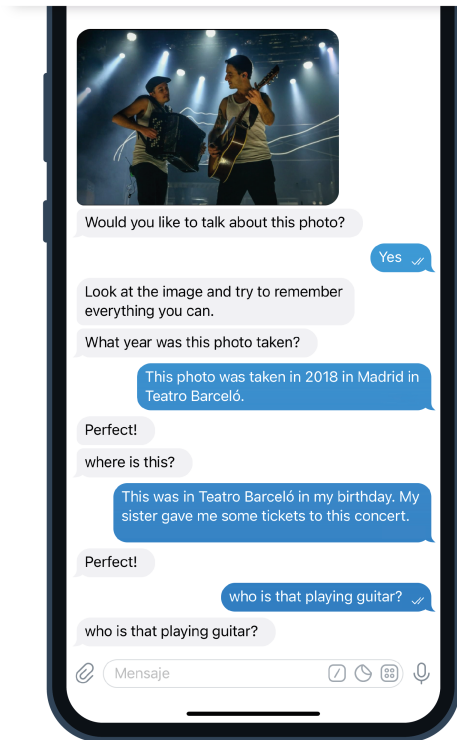 Would you like to talk about this photo?
Yes
Look at the image and try to remember
everything you can.
What year was this photo taken?
This photo was taken in 2018 in Madrid in
Teatro Barceló.
Perfect!
where is this?
This was in Teatro Barceló in my birthday. My
sister gave me some tickets to this concert.
Perfect!
who is that playing guitar?
who is that playing guitar?
Mensaje